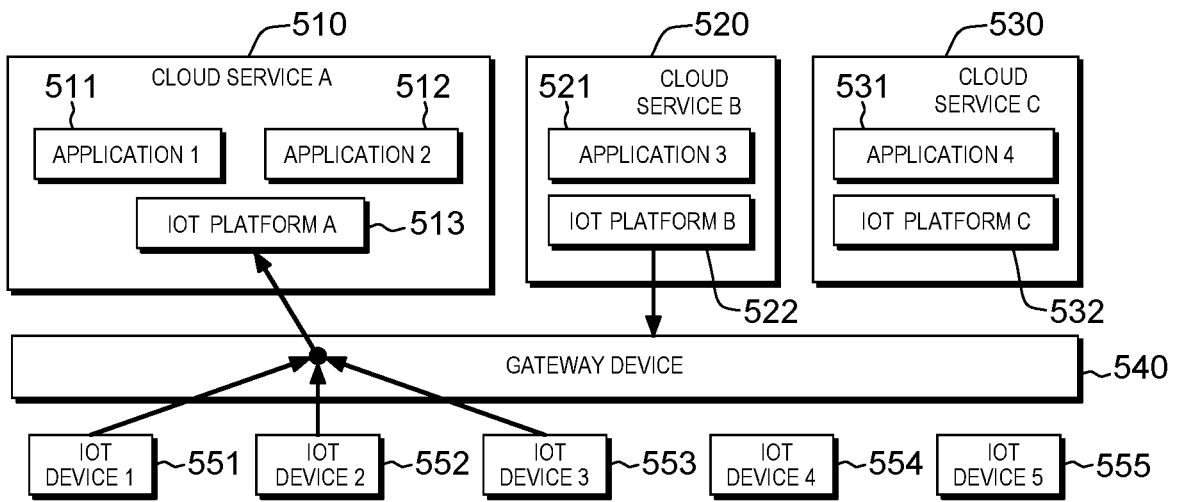 510
520
530
CLOUD SERVICE A
CLOUD
SERVICE B
CLOUD
SERVICE C
511
512
521
531
APPLICATION 1
APPLICATION 2
APPLICATION 3
APPLICATION 4
IOT PLATFORM A
513
IOT PLATFORM B
IOT PLATFORM C
522
532
GATEWAY DEVICE
540
IOT
DEVICE 1
551
IOT
DEVICE 2
552
IOT
DEVICE 3
553
IOT
DEVICE 4
554
IOT
DEVICE 5
555